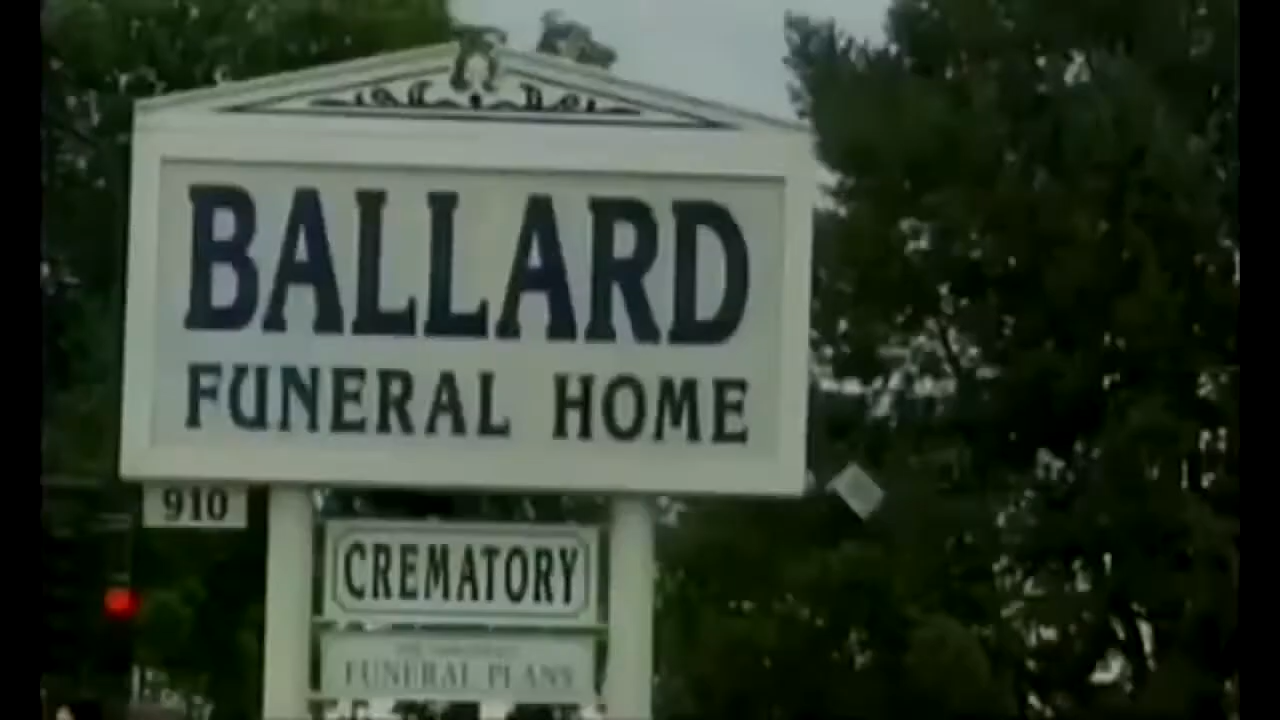 BALLARD
FUNERAL HOME
910
CREMATORY
FUNERAL PLANS